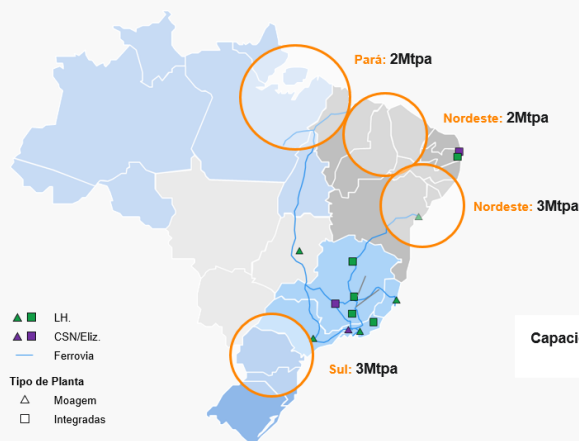 Pará: 2Mtpa
Nordeste: 2Mtpa
Nordeste: 3Mtpa
Sul: 3Mtpa
LH.
CSN/Eliz.
Ferrovia
Tipo de Planta
Moagem
Integradas
Capaci